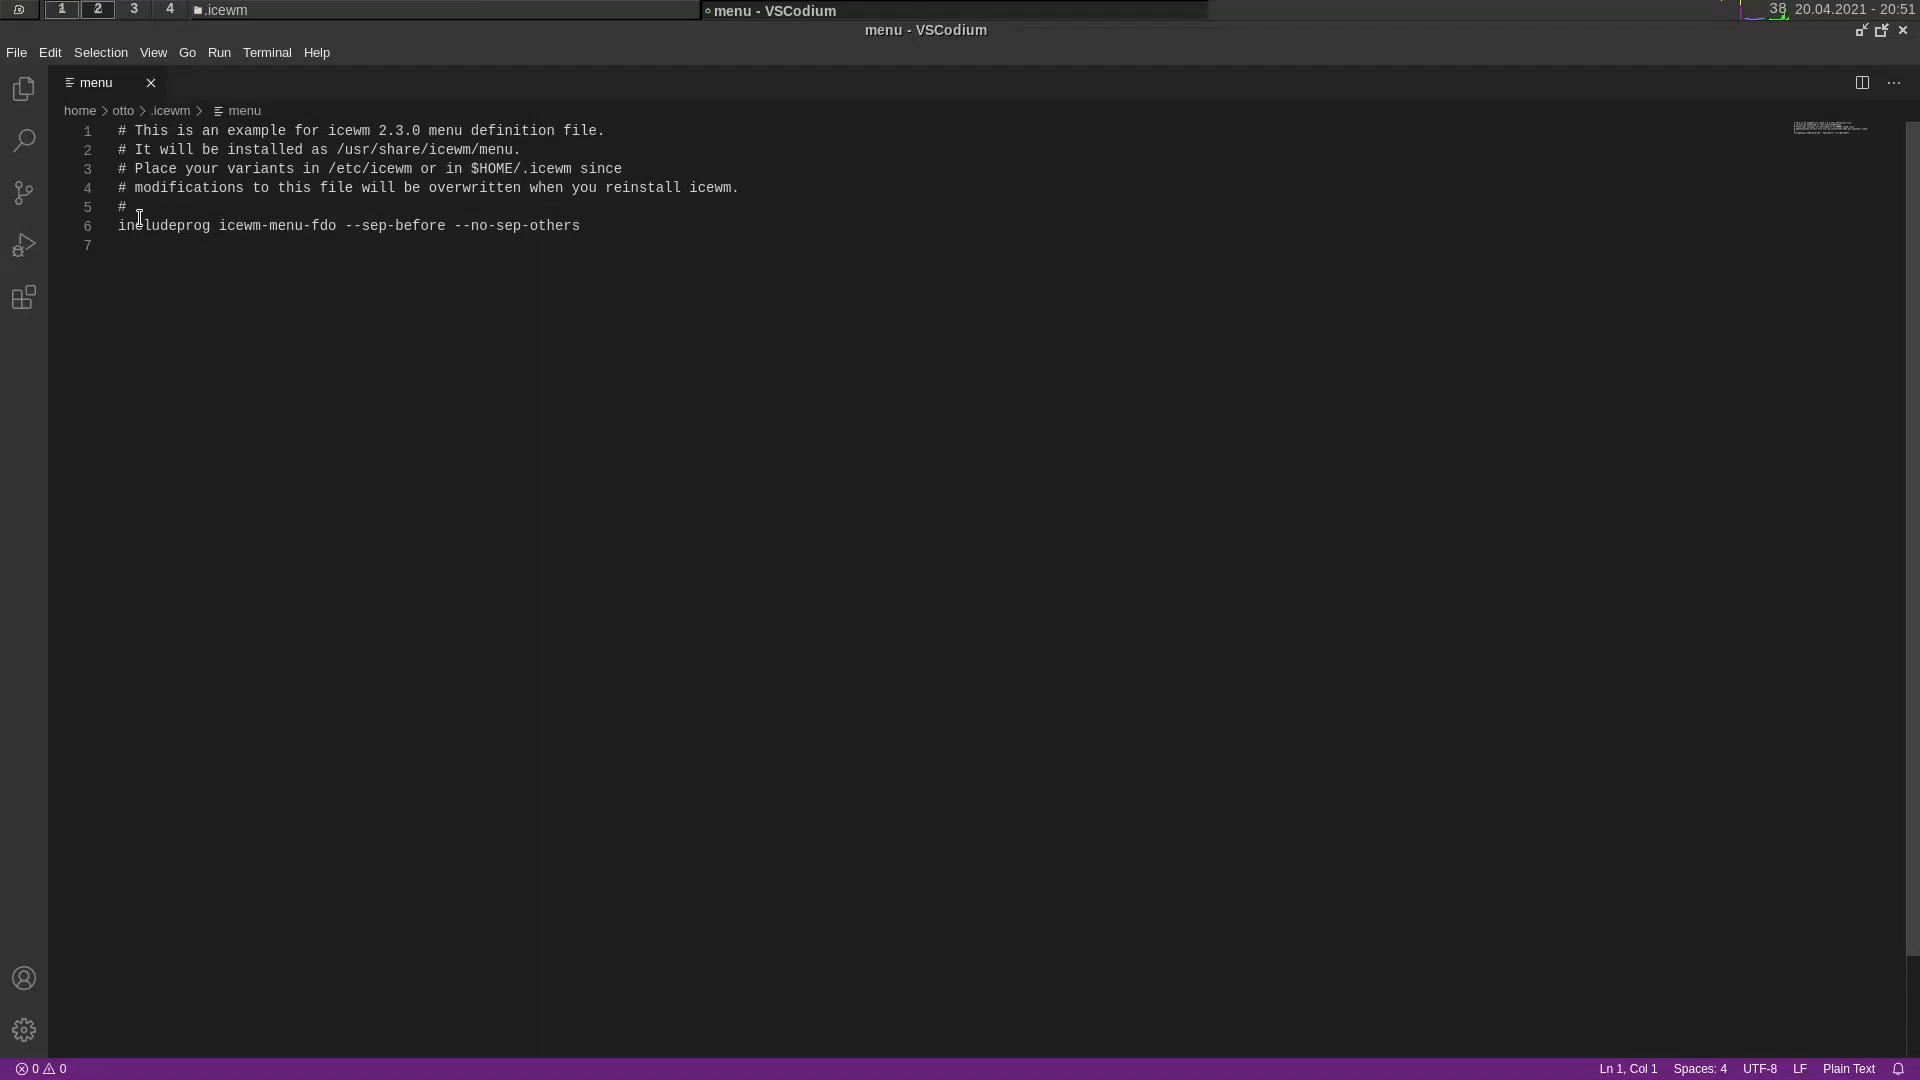 1 2 3 4 .icewm menu - VSCodium 38 20.04.2021 - 20:51
menu - VSCodium
File Edit Selection View Go Run Terminal Help
menu
home > otto > .icewm > menu
1 # This is an example for icewm 2.3.0 menu definition file.
2 # It will be installed as /usr/share/icewm/menu.
3 # Place your variants in /etc/icewm or in $HOME/.icewm since
4 # modifications to this file will be overwritten when you reinstall icewm.
5 #
6 includeprog icewm-menu-fdo --sep-before --no-sep-others
7
0 0 Ln 1, Col 1 Spaces: 4 UTF-8 LF Plain Text